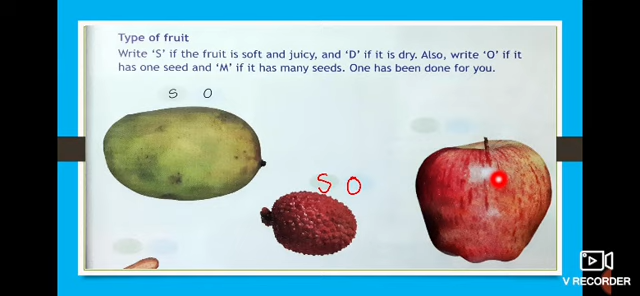 Type of fruit
Write 'S' if the fruit is soft and juicy, and 'D' if it is dry. Also, write 'O' if it
has one seed and 'M' if it has many seeds. One has been done for you.
S O
S O
V RECORDER